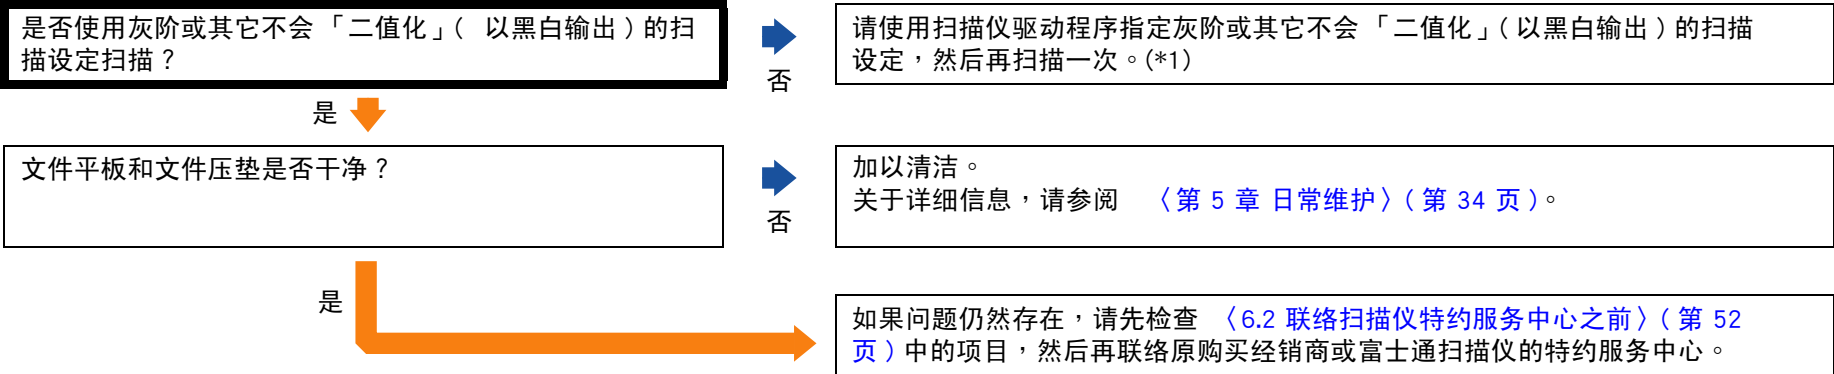 是否使用灰阶或其它不会「二值化」( 以黑白输出 ) 的扫
描设定扫描？
否
请使用扫描仪驱动程序指定灰阶或其它不会「二值化」( 以黑白输出 ) 的扫描
设定，然后再扫描一次。(*1)
是
文件平板和文件压垫是否干净？
否
加以清洁。
关于详细信息，请参阅 〈第 5 章 日常维护〉( 第 34 页 )。
是
如果问题仍然存在，请先检查 〈6.2 联络扫描仪特约服务中心之前〉( 第 52
页 ) 中的项目，然后再联络原购买经销商或富士通扫描仪的特约服务中心。